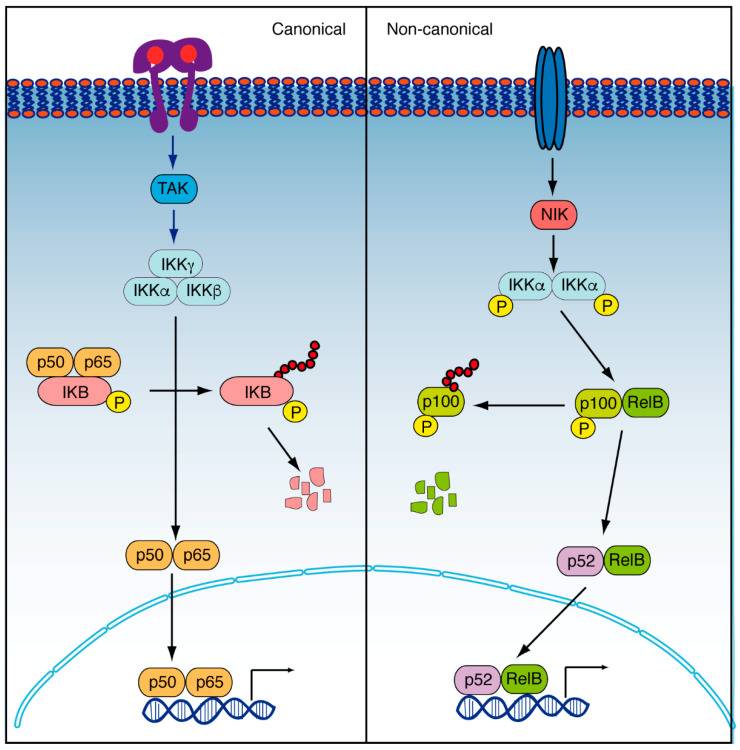 Canonical
Non-canonical
TAK
IKKγ
IKKα IKKβ
p50 p65
IKB
P
IKB
P
p50 p65
p50 p65
NIK
IKKα IKKα
P P
p100
P
p100 RelB
P
p52 RelB
p52 RelB